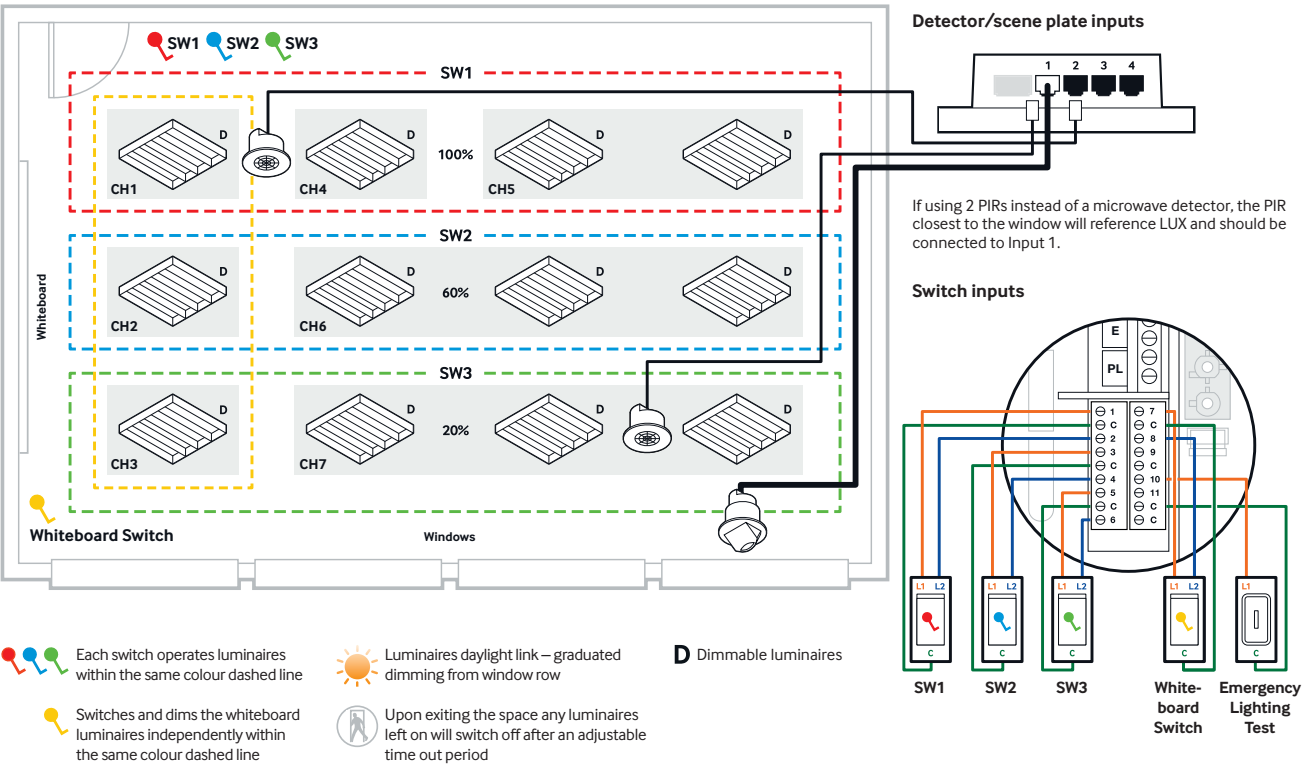 SW1 SW2 SW3
SW1
D D D D
CH1 CH4 100% CH5
SW2
D D D D
CH2 CH6 60%
SW3
D D D D
CH3 CH7 20%
Whiteboard
Whiteboard Switch
Windows
Detector/scene plate inputs
1 2 3 4
If using 2 PIRs instead of a microwave detector, the PIR
closest to the window will reference LUX and should be
connected to Input 1.
Switch inputs
E
PL
1 7
C C
2 8
3 9
C C
4 10
5 11
C C
6 C
L1 L2 L1 L2 L1 L2 L1 L2 L1
C C C C C
SW1 SW2 SW3
White-
board
Switch
Emergency
Lighting
Test
Each switch operates luminaires
within the same colour dashed line
Switches and dims the whiteboard
luminaires independently within
the same colour dashed line
Luminaires daylight link – graduated
dimming from window row
Upon exiting the space any luminaires
left on will switch off after an adjustable
time out period
D Dimmable luminaires